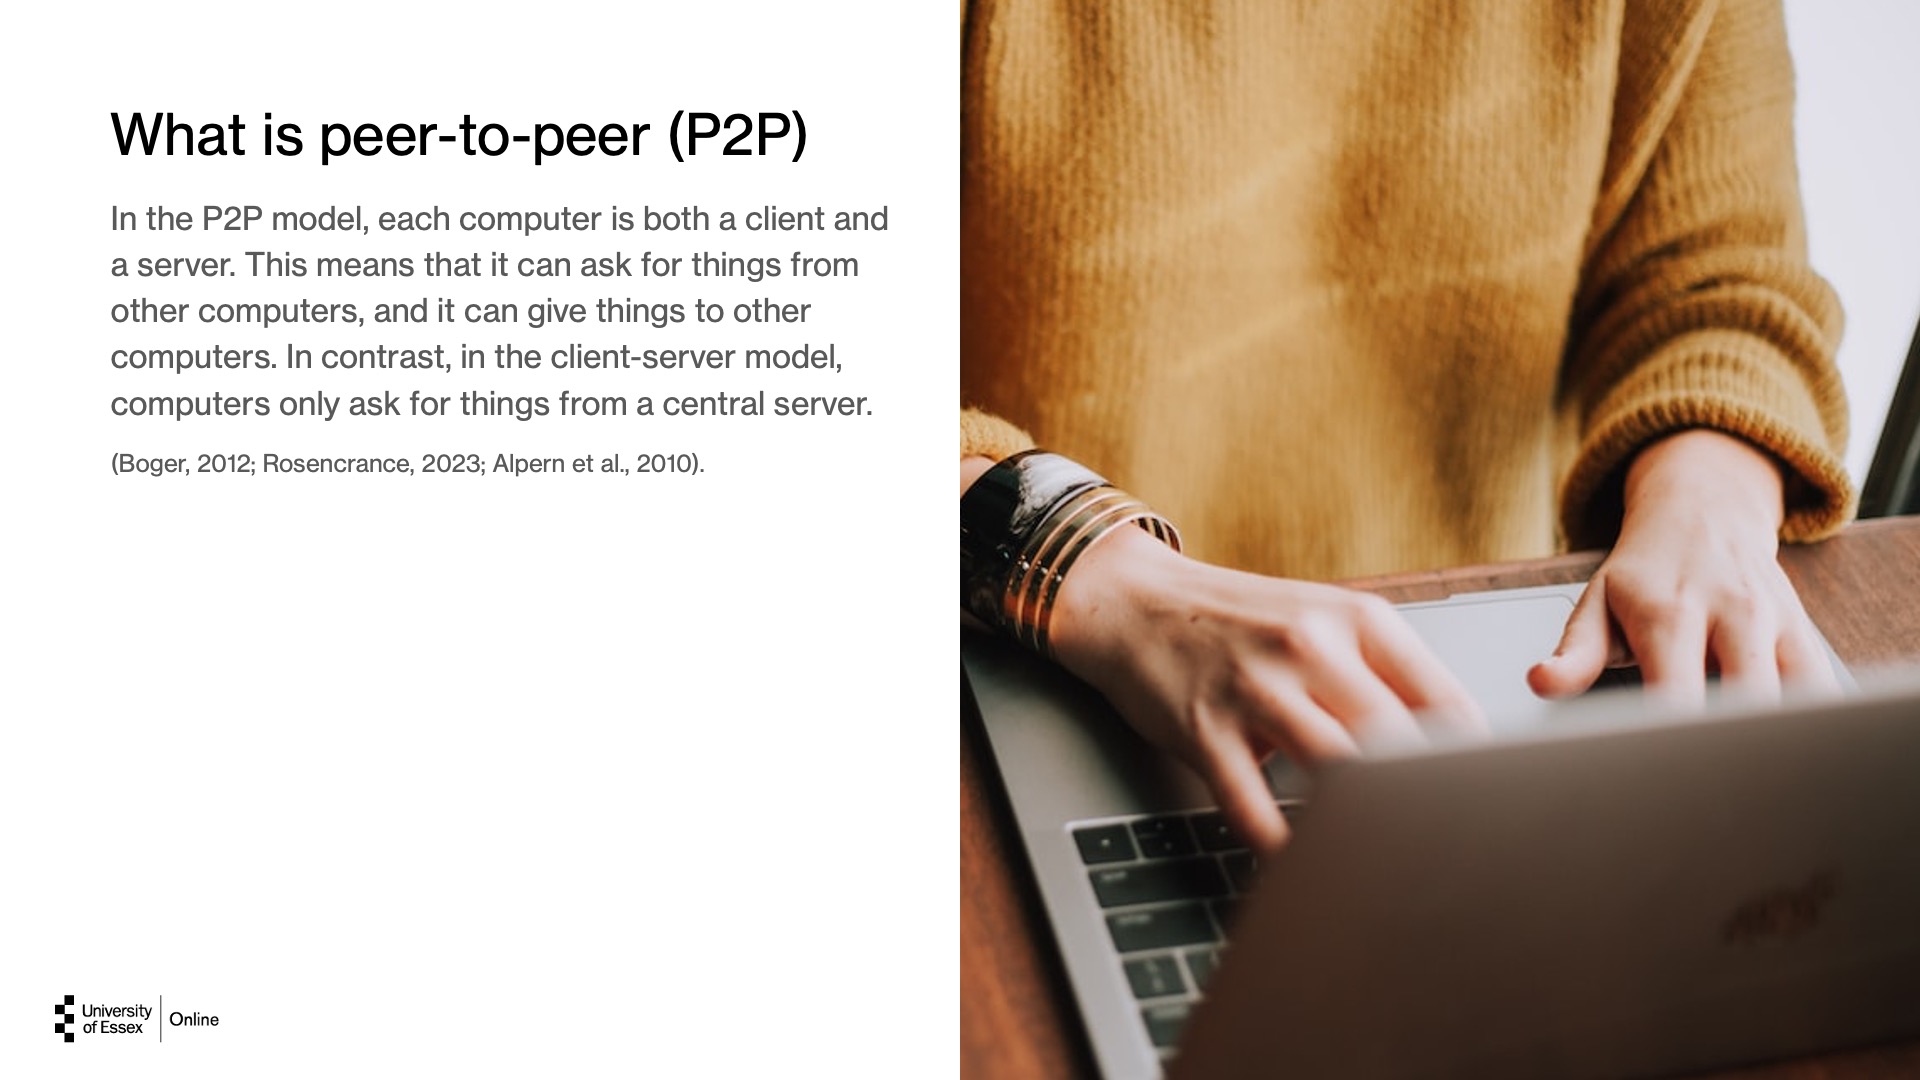 What is peer-to-peer (P2P)
In the P2P model, each computer is both a client and
a server. This means that it can ask for things from
other computers, and it can give things to other
computers. In contrast, in the client-server model,
computers only ask for things from a central server.
(Boger, 2012; Rosencrance, 2023; Alpern et al., 2010).
University
of Essex
Online